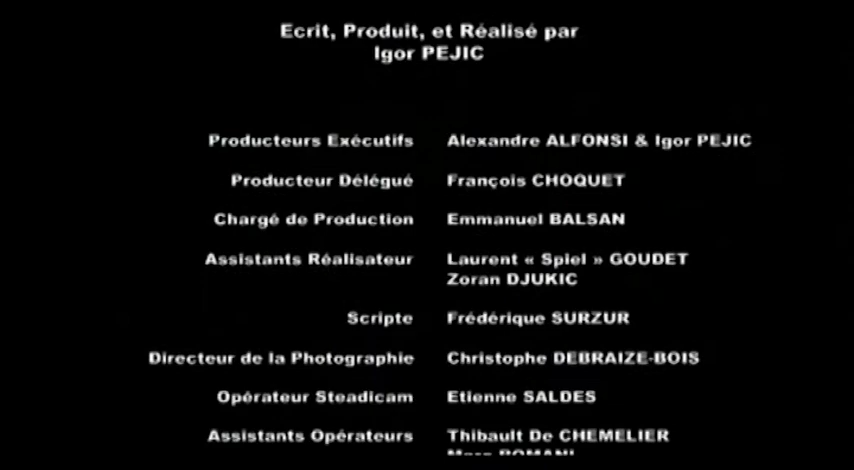 Ecrit, Produit, et Réalisé par
Igor PEJIC
Producteurs Exécutifs Alexandre ALFONSI & Igor PEJIC
Producteur Délégué François CHOQUET
Chargé de Production Emmanuel BALSAN
Assistants Réalisateur Laurent « Spiel » GOUDET
Zoran DJUKIC
Scripte Frédérique SURZUR
Directeur de la Photographie Christophe DEBRAIZE-BOIS
Opérateur Steadicam Etienne SALDES
Assistants Opérateurs Thibault De CHEMELIER